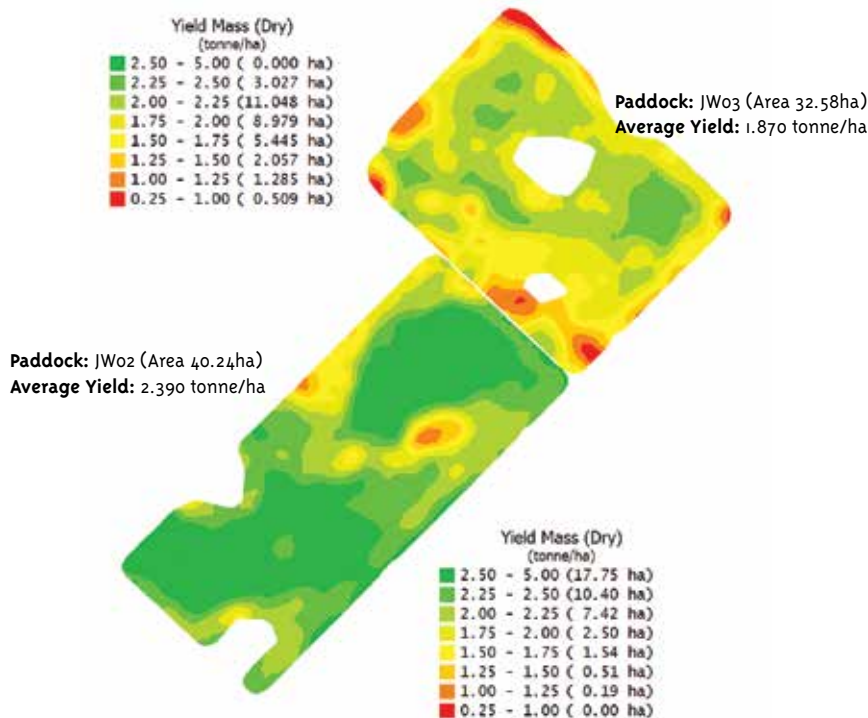 Yield Mass (Dry)
(tonne/ha)
2.50 - 5.00 ( 0.000 ha)
2.25 - 2.50 ( 3.027 ha)
2.00 - 2.25 (11.048 ha)
1.75 - 2.00 ( 8.979 ha)
1.50 - 1.75 ( 5.445 ha)
1.25 - 1.50 ( 2.057 ha)
1.00 - 1.25 ( 1.285 ha)
0.25 - 1.00 ( 0.509 ha)
Paddock: JW03 (Area 32.58ha)
Average Yield: 1.870 tonne/ha
Paddock: JW02 (Area 40.24ha)
Average Yield: 2.390 tonne/ha
Yield Mass (Dry)
(tonne/ha)
2.50 - 5.00 (17.75 ha)
2.25 - 2.50 (10.40 ha)
2.00 - 2.25 ( 7.42 ha)
1.75 - 2.00 ( 2.50 ha)
1.50 - 1.75 ( 1.54 ha)
1.25 - 1.50 ( 0.51 ha)
1.00 - 1.25 ( 0.19 ha)
0.25 - 1.00 ( 0.00 ha)